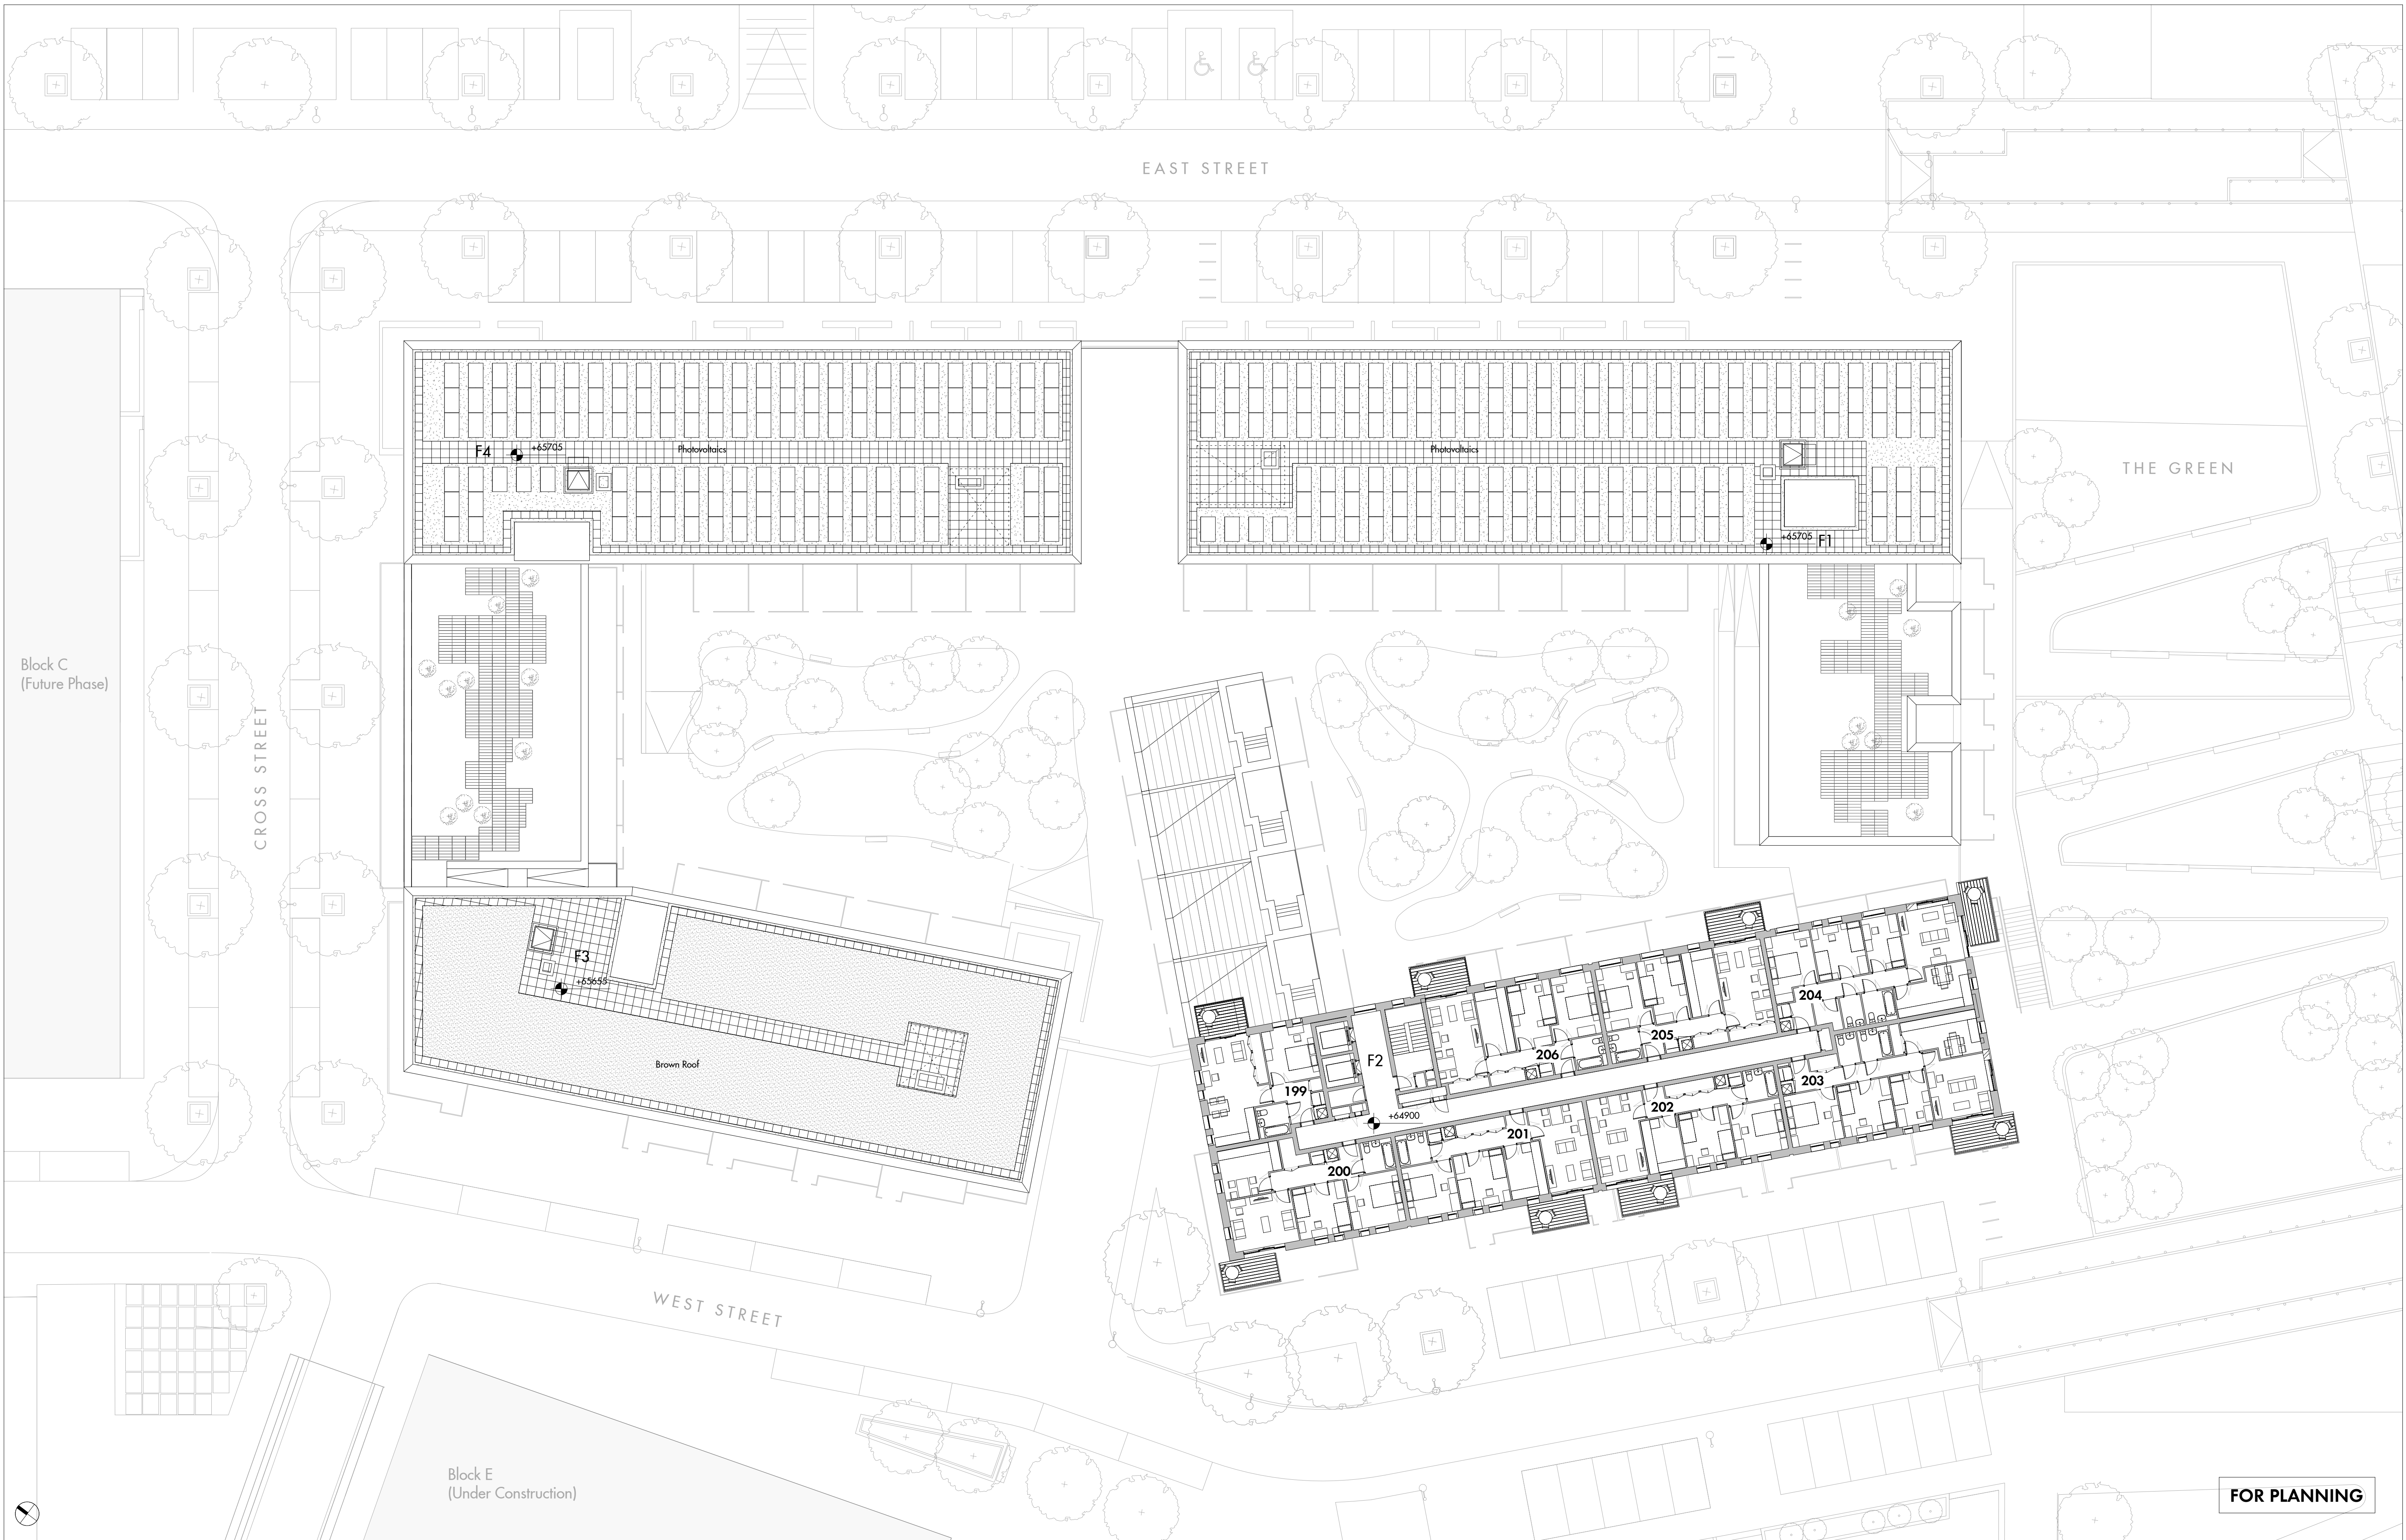 EAST STREET
F4
+65705
Photovoltaics
Photovoltaics
THE GREEN
+65705
F1
Block C
(Future Phase)
CROSS STREET
F3
+65655
Brown Roof
204
205
206
F2
199
203
202
+64900
201
200
WEST STREET
Block E
(Under Construction)
FOR PLANNING